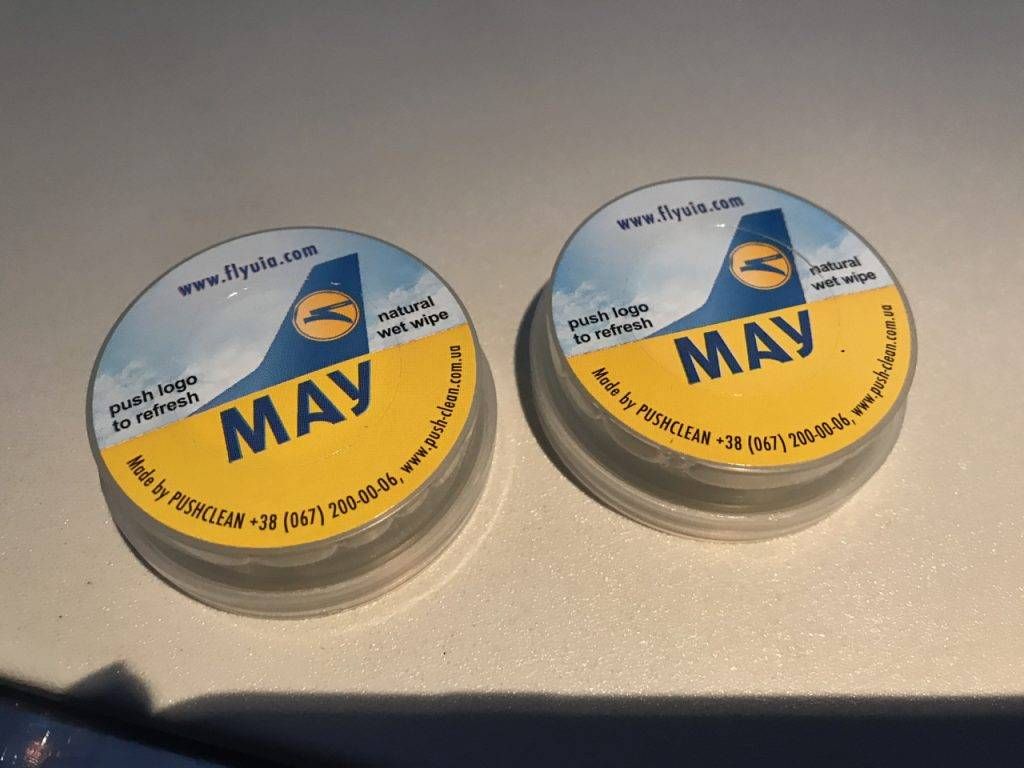 www.flyuia.com
push logo
to refresh
natural
wet wipe
МАУ
Made by PUSHCLEAN +38 (067) 200-00-06, www.push-clean.com.ua
www.flyuia.com
push logo
to refresh
natural
wet wipe
МАУ
Made by PUSHCLEAN +38 (067) 200-00-06, www.push-clean.com.ua